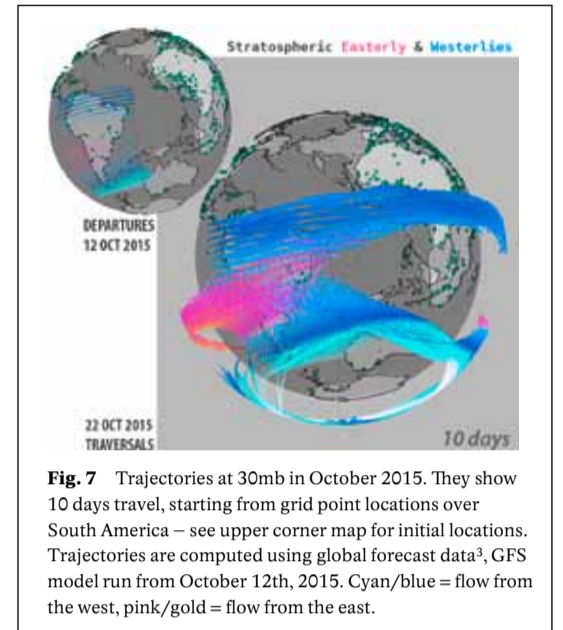 Stratospheric Easterly & Westerlies
DEPARTURES
12 OCT 2015
22 OCT 2015
TRAVERSALS
10 days
Fig. 7 Trajectories at 30mb in October 2015. They show
10 days travel, starting from grid point locations over
South America – see upper corner map for initial locations.
Trajectories are computed using global forecast data³, GFS
model run from October 12th, 2015. Cyan/blue = flow from
the west, pink/gold = flow from the east.